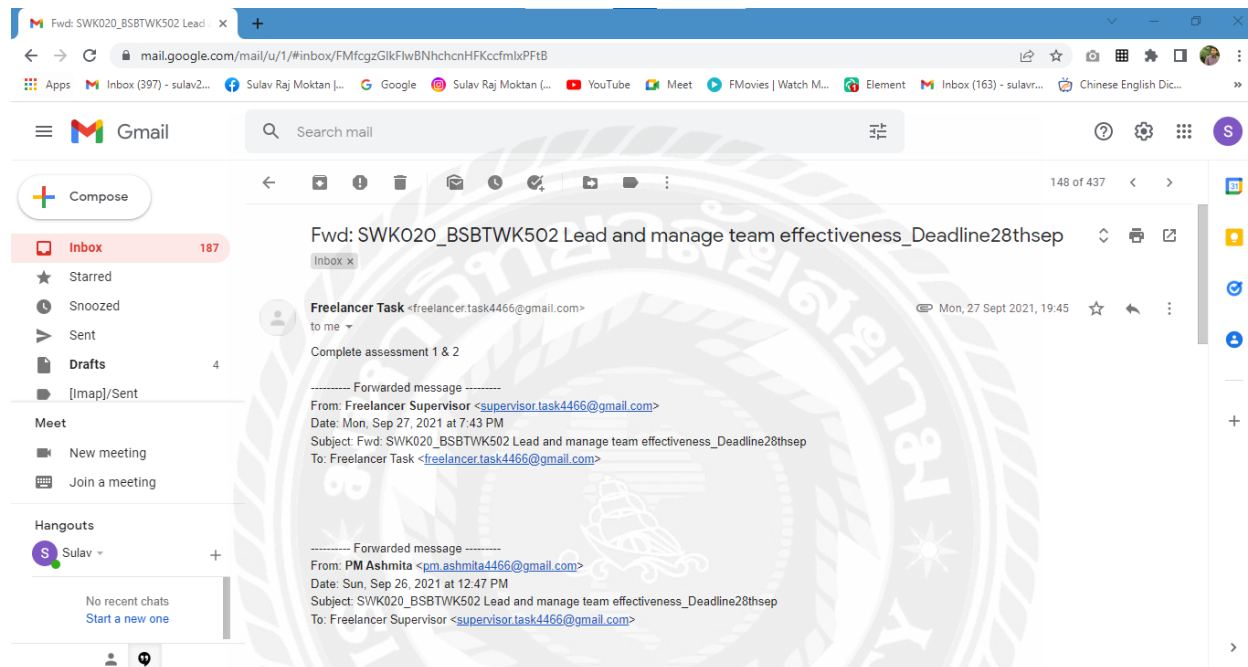 Fwd: SWK020_BSBTWK502 Lead
mail.google.com/mail/u/1/#inbox/FMfcgzGlkFlwBNhchcnHFKccfmlxPFtB
Apps Inbox (397) - sulav2... Sulav Raj Moktan |... Google Sulav Raj Moktan (... YouTube Meet FMovies | Watch M... Element Inbox (163) - sulavr... Chinese English Dic... »
Gmail Search mail S
Compose 148 of 437 31
Fwd: SWK020_BSBTWK502 Lead and manage team effectiveness_Deadline28thsep
Inbox 187 Inbox x
Starred
Snoozed Freelancer Task <freelancer.task4466@gmail.com> Mon, 27 Sept 2021, 19:45
to me
Sent
Complete assessment 1 & 2
Drafts 4
[Imap]/Sent
---------- Forwarded message ---------
From: Freelancer Supervisor <supervisor.task4466@gmail.com>
Meet
Date: Mon, Sep 27, 2021 at 7:43 PM
Subject: Fwd: SWK020_BSBTWK502 Lead and manage team effectiveness_Deadline28thsep
New meeting
To: Freelancer Task <freelancer.task4466@gmail.com>
Join a meeting
Hangouts
S Sulav
---------- Forwarded message ---------
From: PM Ashmita <pm.ashmita4466@gmail.com>
Date: Sun, Sep 26, 2021 at 12:47 PM
No recent chats
Subject: SWK020_BSBTWK502 Lead and manage team effectiveness_Deadline28thsep
Start a new one
To: Freelancer Supervisor <supervisor.task4466@gmail.com>